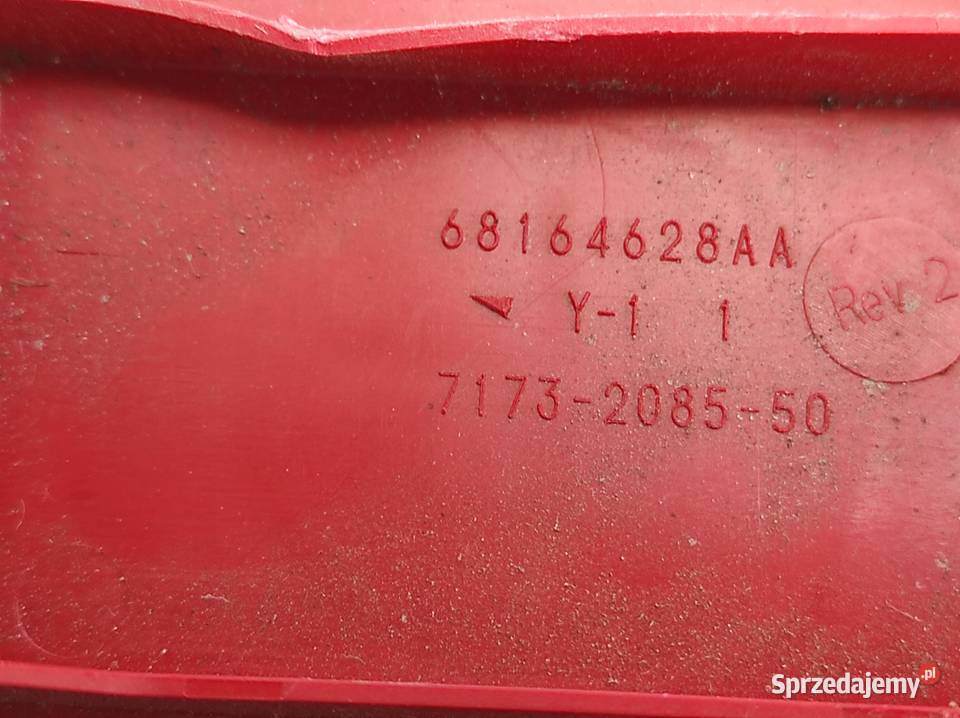 68164628AA
Y-1 1
Rev. 2
7173-2085-50
Sprzedajemy.pl